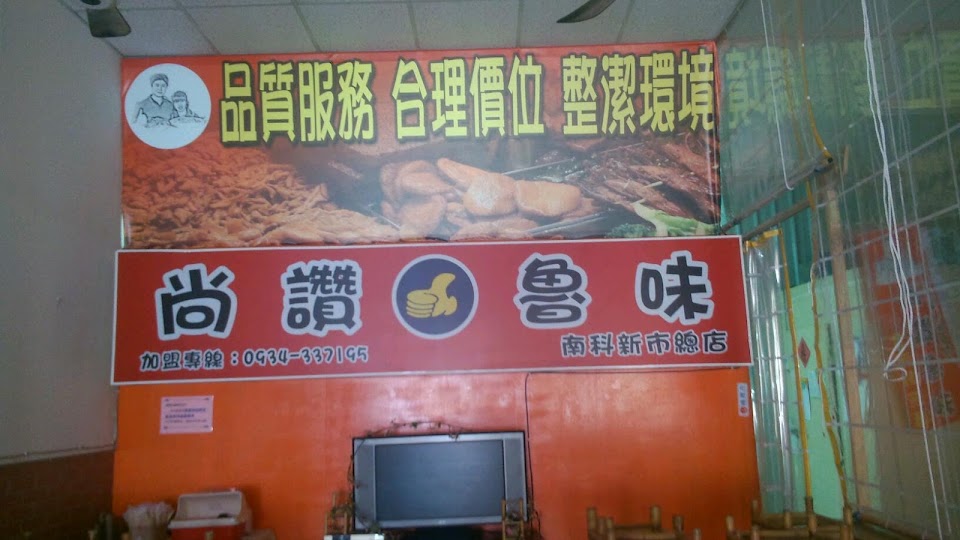 品質服務 合理價位 整潔環境
尚讚 魯味
加盟專線：0934-337195
南科新市總店